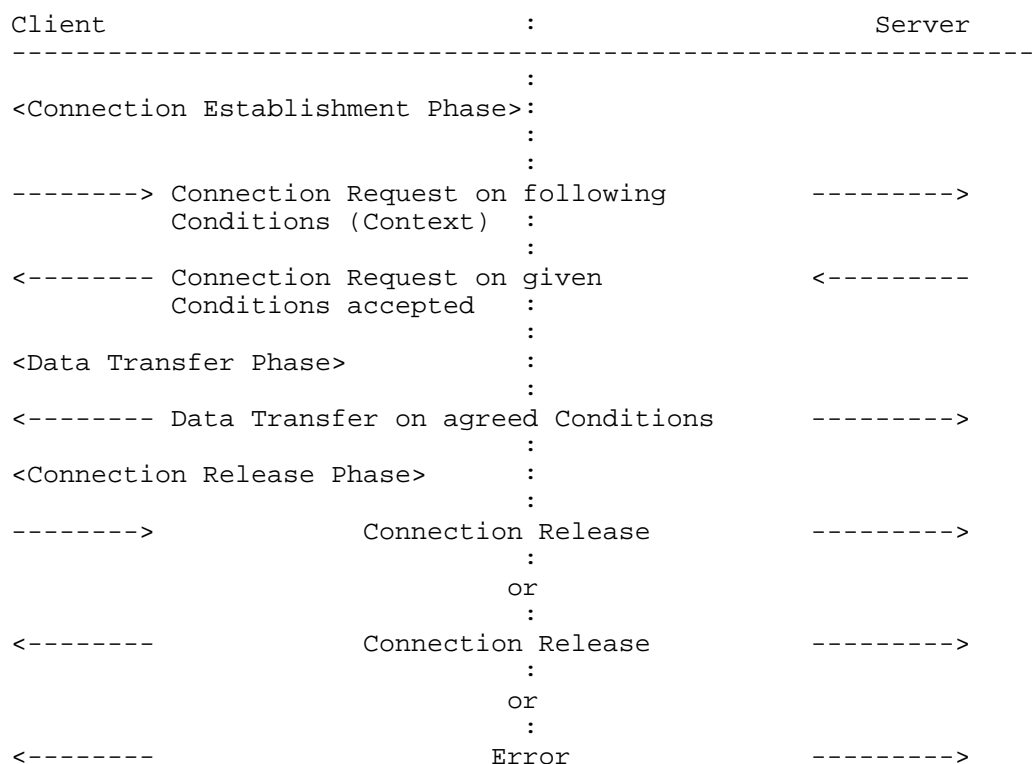 Client                          :                     Server
----------------------------------------------------------------
                                :
<Connection Establishment Phase>:
                                :
                                :
--------> Connection Request on following         --------->
          Conditions (Context)  :
                                :
<-------- Connection Request on given             <---------
          Conditions accepted   :
                                :
<Data Transfer Phase>           :
                                :
<-------- Data Transfer on agreed Conditions      --------->
                                :
<Connection Release Phase>      :
                                :
-------->             Connection Release          --------->
                                :
                               or
                                :
<--------             Connection Release          --------->
                                :
                               or
                                :
<--------                     Error               --------->